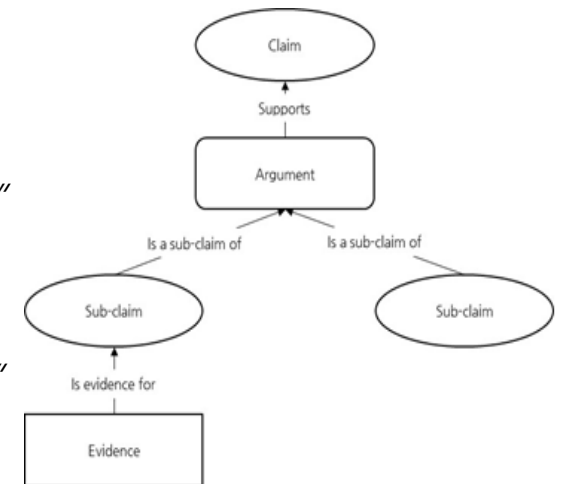 Claim
Supports
Argument
"
Is a sub-claim of Is a sub-claim of
Sub-claim Sub-claim
"
Is evidence for
Evidence